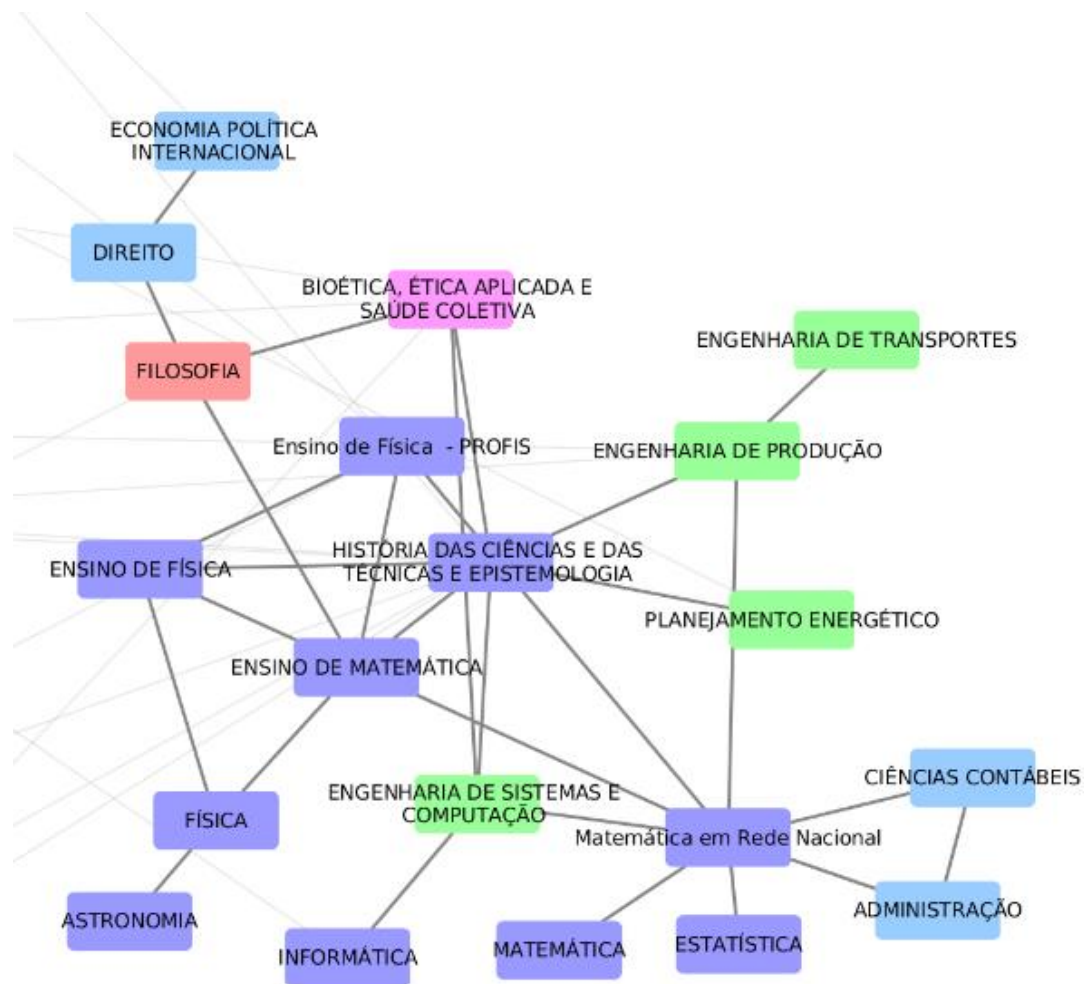 ECONOMIA POLÍTICA
INTERNACIONAL
DIREITO
BIOÉTICA, ÉTICA APLICADA E
SAÚDE COLETIVA
ENGENHARIA DE TRANSPORTES
FILOSOFIA
Ensino de Física - PROFIS
ENGENHARIA DE PRODUÇÃO
HISTÓRIA DAS CIÊNCIAS E DAS
TÉCNICAS E EPISTEMOLOGIA
ENSINO DE FÍSICA
PLANEJAMENTO ENERGÉTICO
ENSINO DE MATEMÁTICA
CIÊNCIAS CONTÁBEIS
ENGENHARIA DE SISTEMAS E
COMPUTAÇÃO
FÍSICA
Matemática em Rede Nacional
ADMINISTRAÇÃO
ASTRONOMIA
INFORMÁTICA
MATEMÁTICA
ESTATÍSTICA